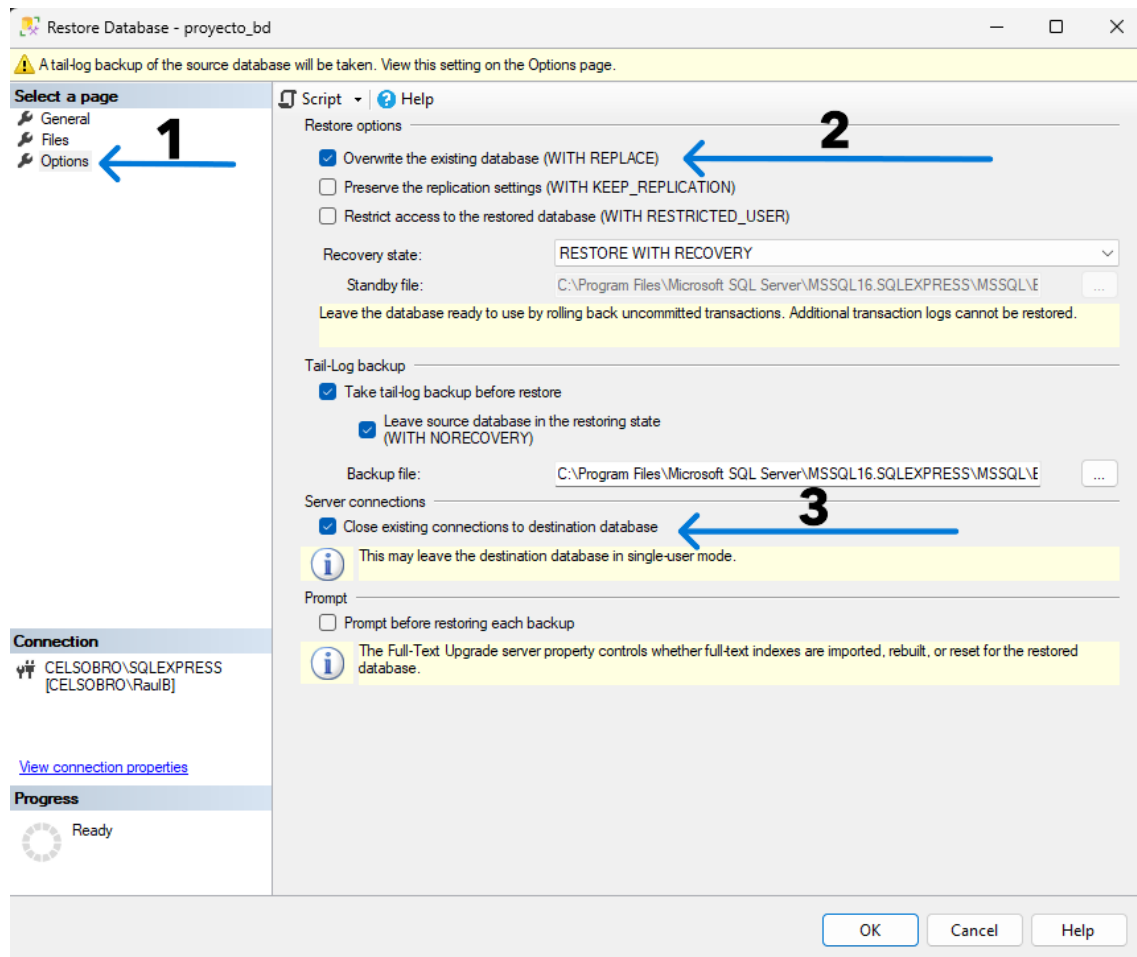 Restore Database - proyecto_bd
A tail-log backup of the source database will be taken. View this setting on the Options page.
Select a page
General
Files
Options
1
Script
Help
Restore options
2
Overwrite the existing database (WITH REPLACE)
Preserve the replication settings (WITH KEEP_REPLICATION)
Restrict access to the restored database (WITH RESTRICTED_USER)
Recovery state:
RESTORE WITH RECOVERY
Standby file:
C:\Program Files\Microsoft SQL Server\MSSQL16.SQLEXPRESS\MSSQL\E
...
Leave the database ready to use by rolling back uncommitted transactions. Additional transaction logs cannot be restored.
Tail-Log backup
Take tail-log backup before restore
Leave source database in the restoring state
(WITH NORECOVERY)
Backup file:
C:\Program Files\Microsoft SQL Server\MSSQL16.SQLEXPRESS\MSSQL\E
...
Server connections
3
Close existing connections to destination database
This may leave the destination database in single-user mode.
Prompt
Prompt before restoring each backup
The Full-Text Upgrade server property controls whether full-text indexes are imported, rebuilt, or reset for the restored
database.
Connection
CELSOBRO\SQLEXPRESS
[CELSOBRO\RaulB]
View connection properties
Progress
Ready
OK
Cancel
Help